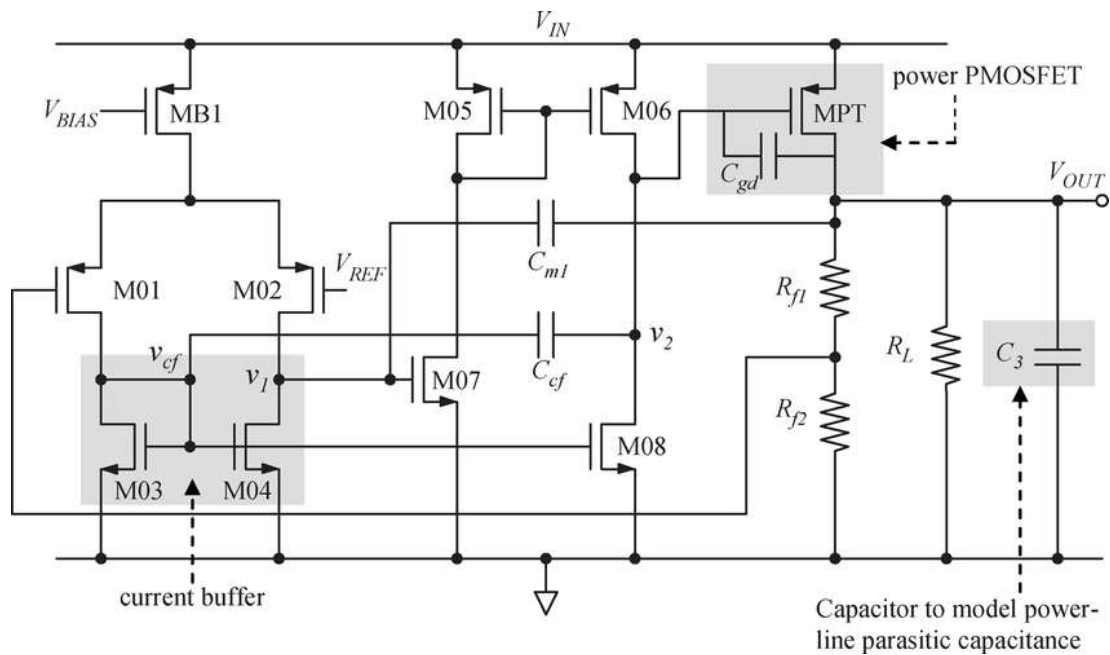 V_IN
power PMOSFET
V_BIAS
MB1
M05
M06
MPT
C_gd
V_OUT
C_m1
M01
M02
V_REF
R_f1
v_cf
v_1
C_cf
v_2
R_L
C_3
M07
R_f2
M03
M04
M08
current buffer
Capacitor to model power-
line parasitic capacitance